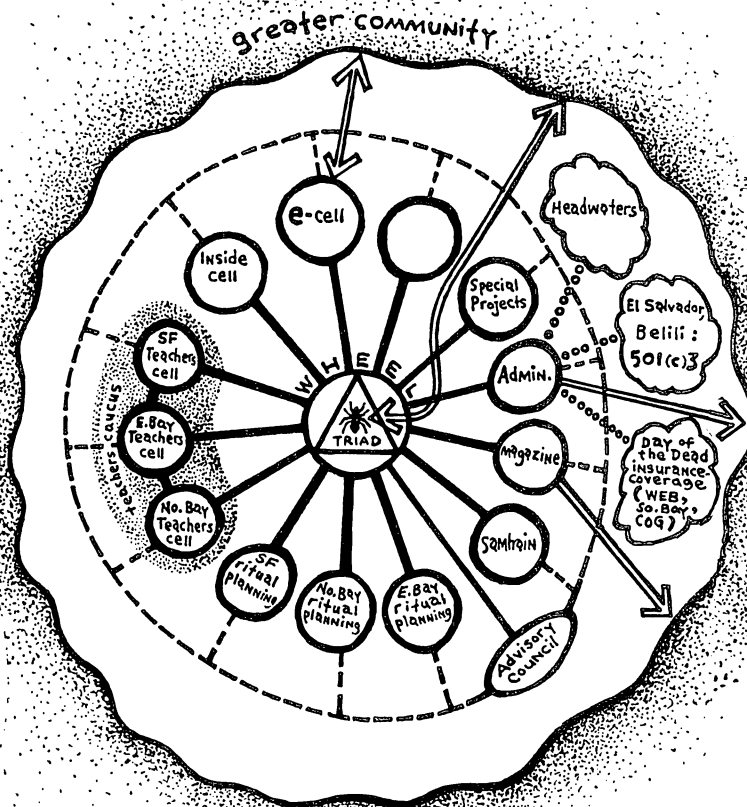 greater community
Headwaters
e-cell
Inside
cell
Special
Projects
El Salvador,
Belili:
501(c)3
SF
Teachers
cell
WHEEL
Admin.
TRIAD
teachers caucus
E.Bay
Teachers
cell
magazine
Day of
the Dead
insurance
coverage
(WEB,
So.Bay,
COG)
No. Bay
Teachers
cell
Samhain
SF
ritual
planning
No.Bay
ritual
planning
E.Bay
ritual
planning
Advisory
Council